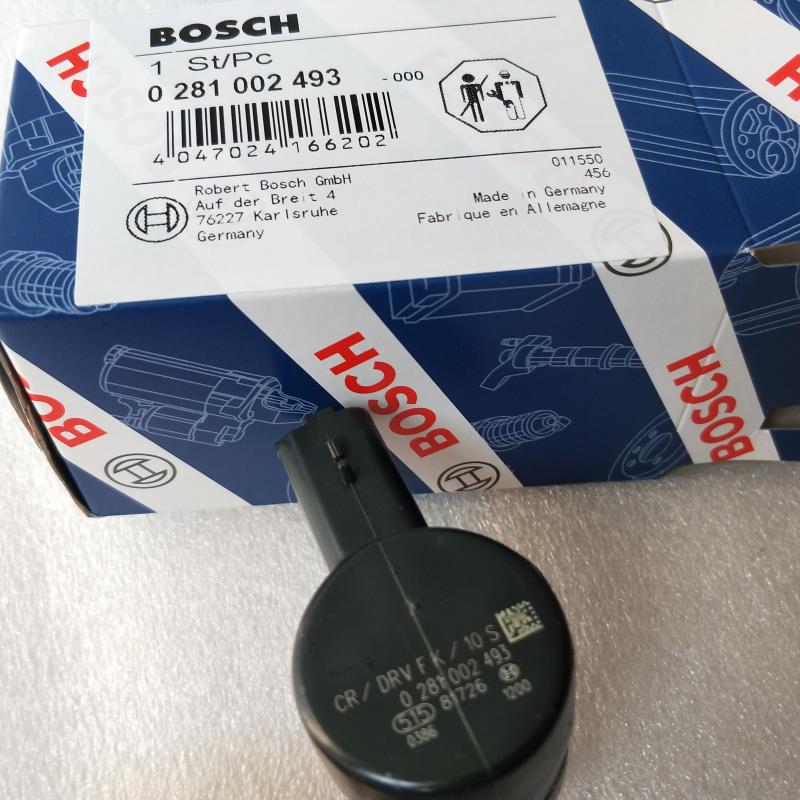 BOSCH
1 St/Pc
0 281 002 493 -000
4 047024 166202
011550
456
Robert Bosch GmbH
Auf der Breit 4
76227 Karlsruhe
Germany
Made in Germany
Fabrique en Allemagne
BOSCH
BOSCH
BOSCH
CR / DRV F K / 10 S
0 281 002 493
515 81726 1200
0386